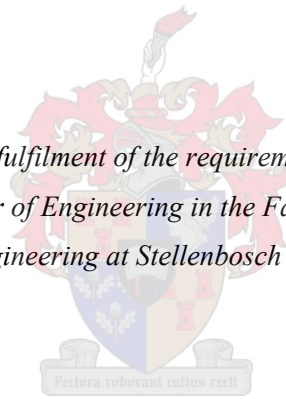 fulfilment of the requirem
r of Engineering in the Fa
gineering at Stellenbosch
Pectora roborant cultus recti